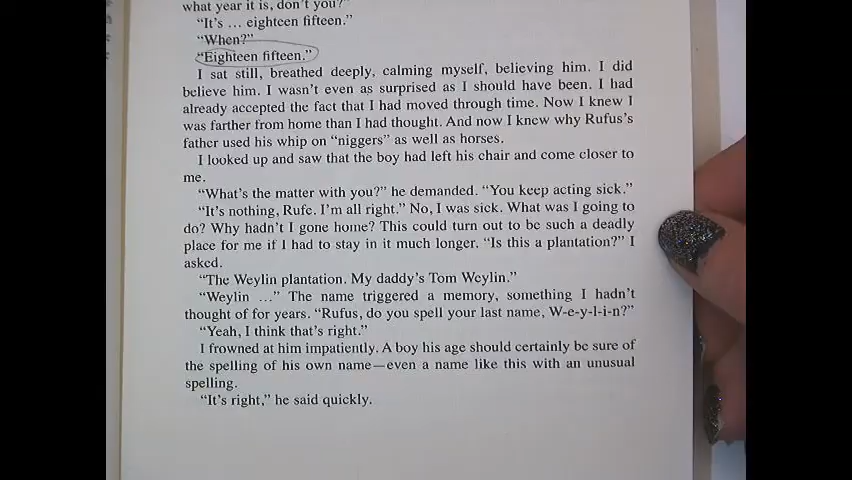 what year it is, don't you?"
"It's … eighteen fifteen."
"When?"
"Eighteen fifteen."
I sat still, breathed deeply, calming myself, believing him. I did
believe him. I wasn't even as surprised as I should have been. I had
already accepted the fact that I had moved through time. Now I knew I
was farther from home than I had thought. And now I knew why Rufus's
father used his whip on "niggers" as well as horses.
I looked up and saw that the boy had left his chair and come closer to
me.
"What's the matter with you?" he demanded. "You keep acting sick."
"It's nothing, Rufe. I'm all right." No, I was sick. What was I going to
do? Why hadn't I gone home? This could turn out to be such a deadly
place for me if I had to stay in it much longer. "Is this a plantation?" I
asked.
"The Weylin plantation. My daddy's Tom Weylin."
"Weylin …" The name triggered a memory, something I hadn't
thought of for years. "Rufus, do you spell your last name, W-e-y-l-i-n?"
"Yeah, I think that's right."
I frowned at him impatiently. A boy his age should certainly be sure of
the spelling of his own name—even a name like this with an unusual
spelling.
"It's right," he said quickly.